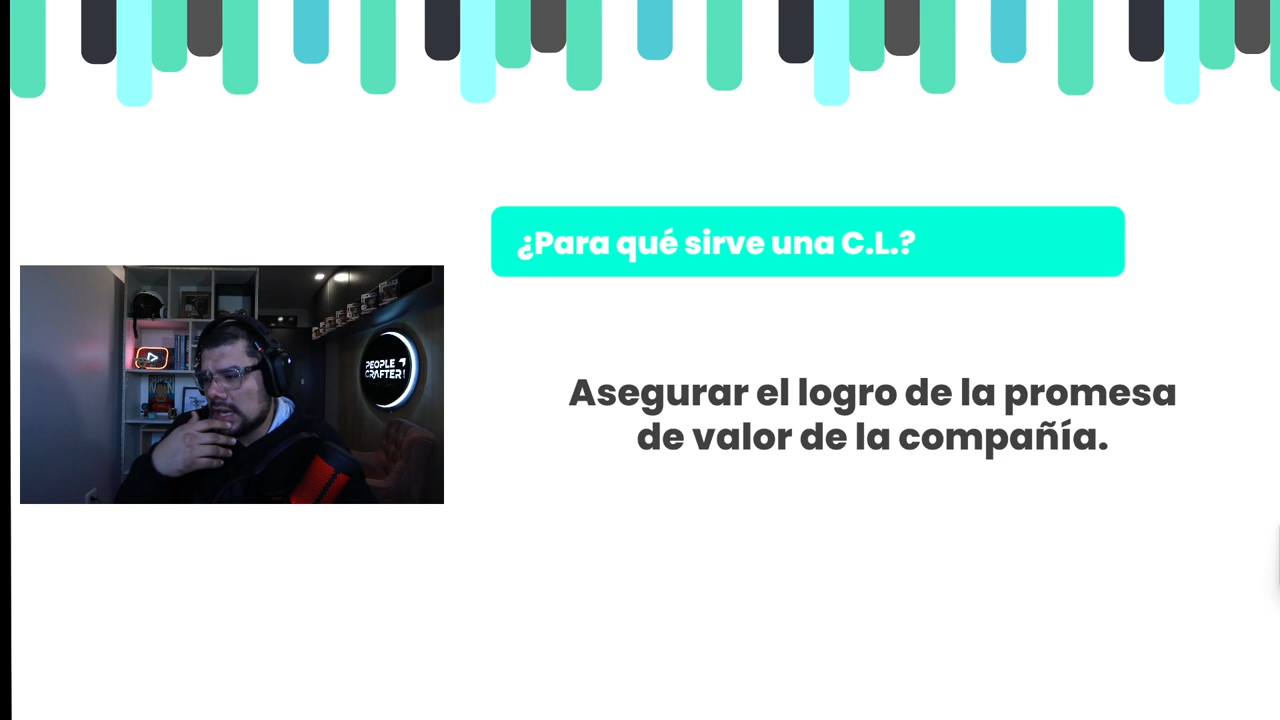 ¿Para qué sirve una C.L.?
PEOPLE
CRAFTER
Asegurar el logro de la promesa
de valor de la compañía.